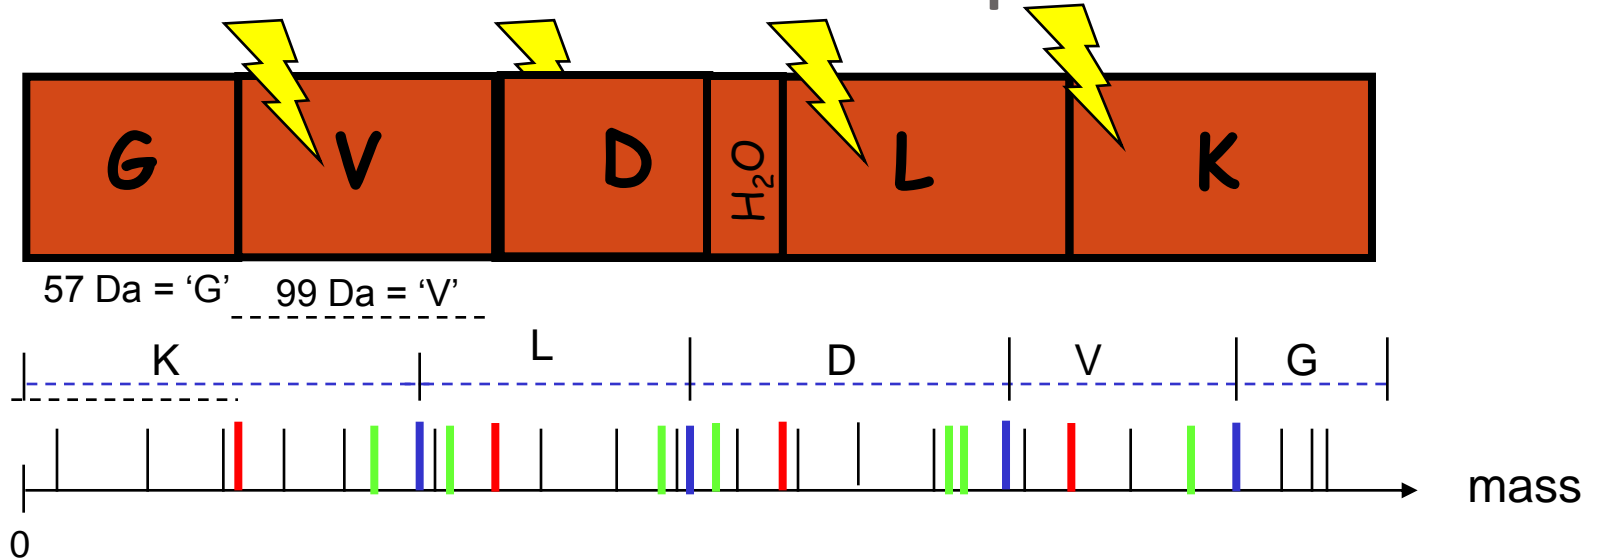 G V D H₂O L K
57 Da = ‘G’ 99 Da = ‘V’
K L D V G
mass
0